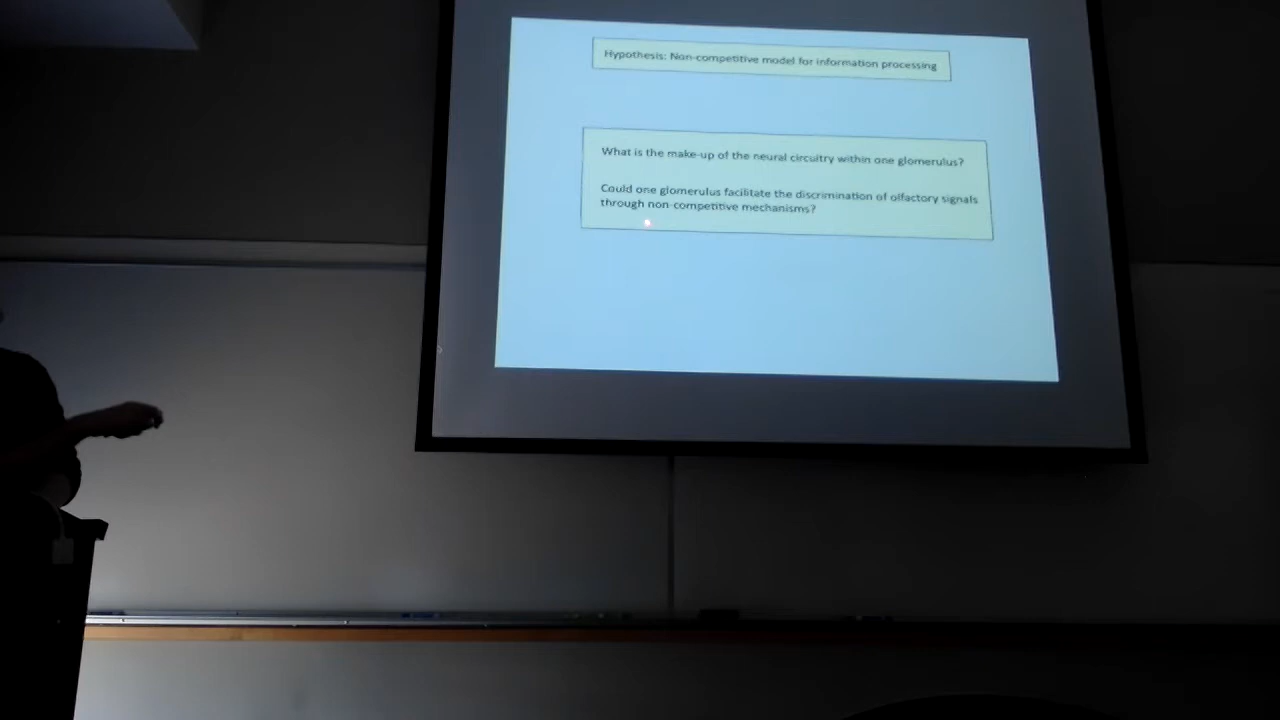 Hypothesis: Non-competitive model for information processing
What is the make-up of the neural circuitry within one glomerulus?
Could one glomerulus facilitate the discrimination of olfactory signals
through non-competitive mechanisms?